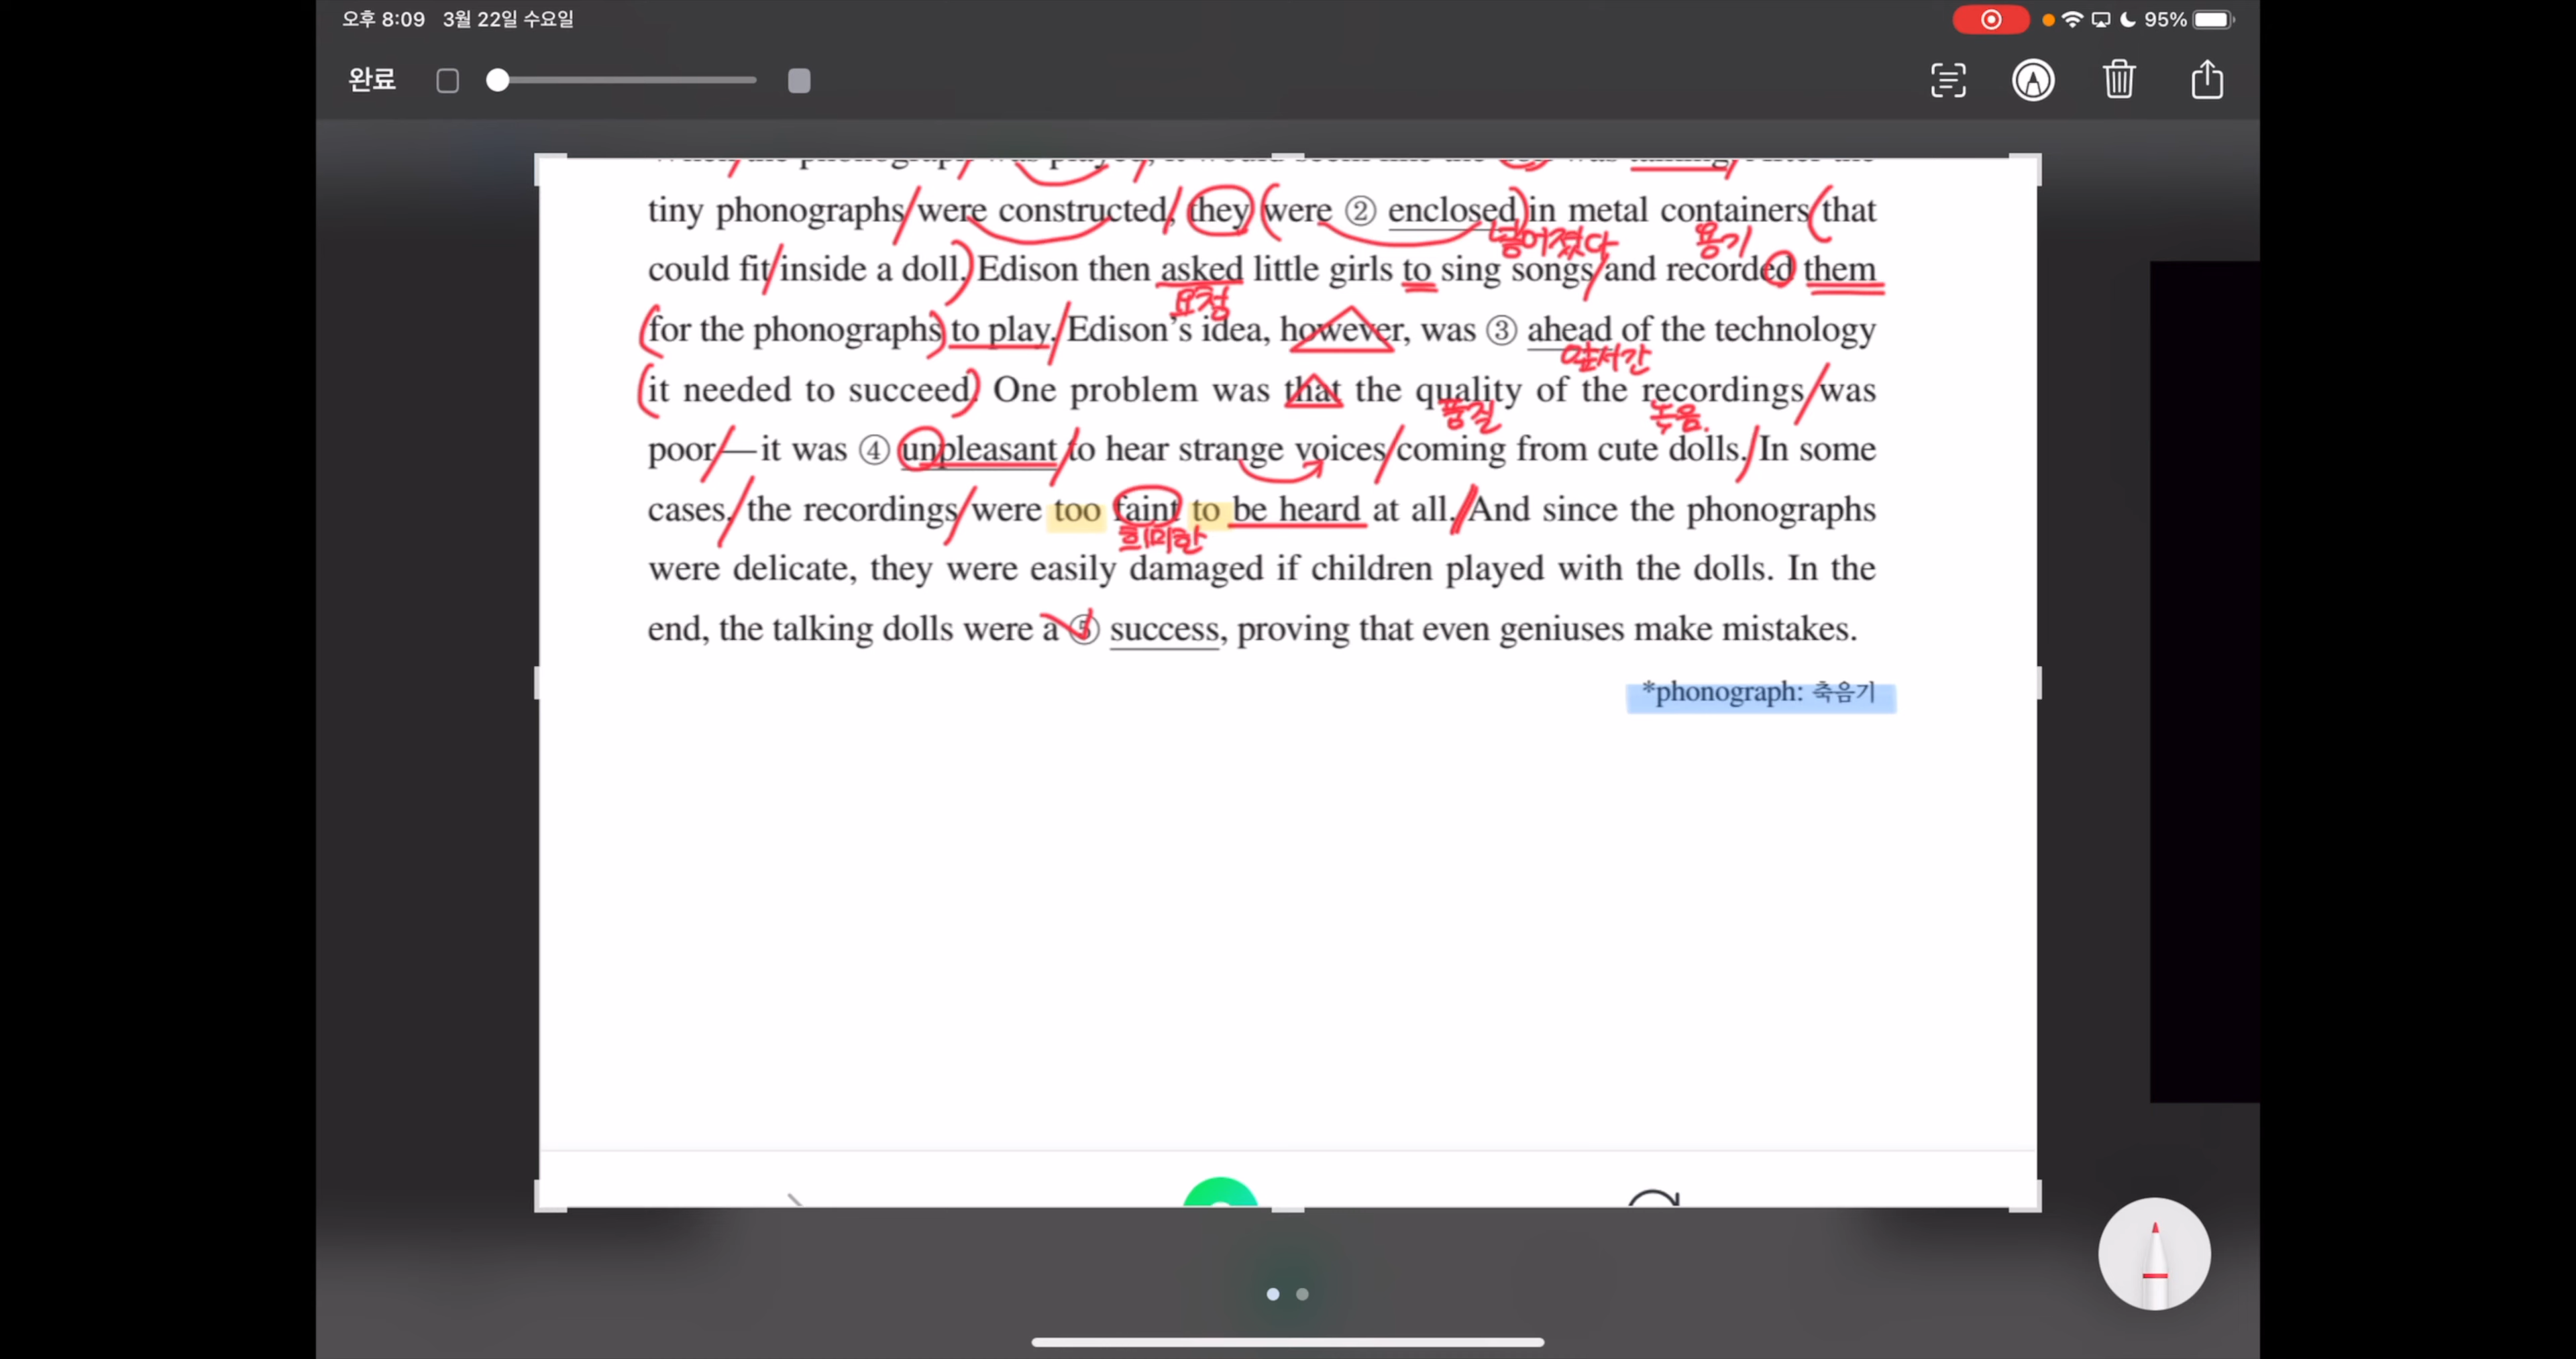 오후 8:09 3월 22일 수요일
95%
완료
tiny phonographs were constructed, they were ② enclosed in metal containers that
넣어졌다 용기
could fit inside a doll. Edison then asked little girls to sing songs and recorded them
요청
for the phonographs to play. Edison's idea, however, was ③ ahead of the technology
앞서간
it needed to succeed. One problem was that the quality of the recordings was
품질 녹음.
poor—it was ④ unpleasant to hear strange voices coming from cute dolls. In some
cases, the recordings were too faint to be heard at all. And since the phonographs
희미한
were delicate, they were easily damaged if children played with the dolls. In the
end, the talking dolls were a ⑤ success, proving that even geniuses make mistakes.
*phonograph: 축음기